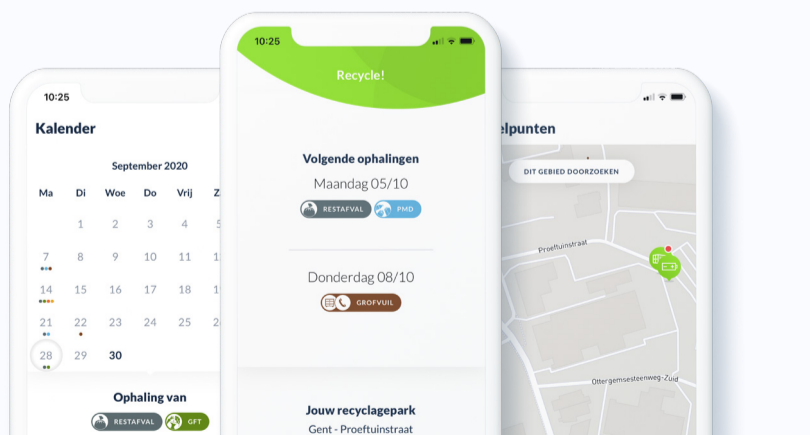 10:25
Kalender
September 2020
Ma Di Woe Do Vrij
1 2 3 4 5
7 8 9 10 11
14 15 16 17 18
21 22 23 24 25
28 29 30
Ophaling van
RESTAFVAL GFT
10:25
Recycle!
Volgende ophalingen
Maandag 05/10
RESTAFVAL PMD
Donderdag 08/10
GROFVUIL
Jouw recyclagepark
Gent - Proeftuinstraat
elpunten
DIT GEBIED DOORZOEKEN
Proeftuinstraat
Ottergemsesteenweg-Zuid